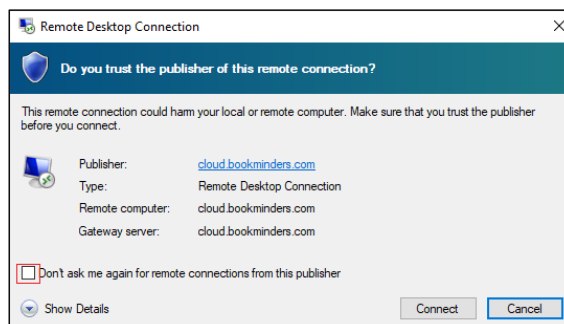 Remote Desktop Connection
Do you trust the publisher of this remote connection?
This remote connection could harm your local or remote computer. Make sure that you trust the publisher
before you connect.
Publisher: cloud.bookminders.com
Type: Remote Desktop Connection
Remote computer: cloud.bookminders.com
Gateway server: cloud.bookminders.com
Don't ask me again for remote connections from this publisher
Show Details Connect Cancel